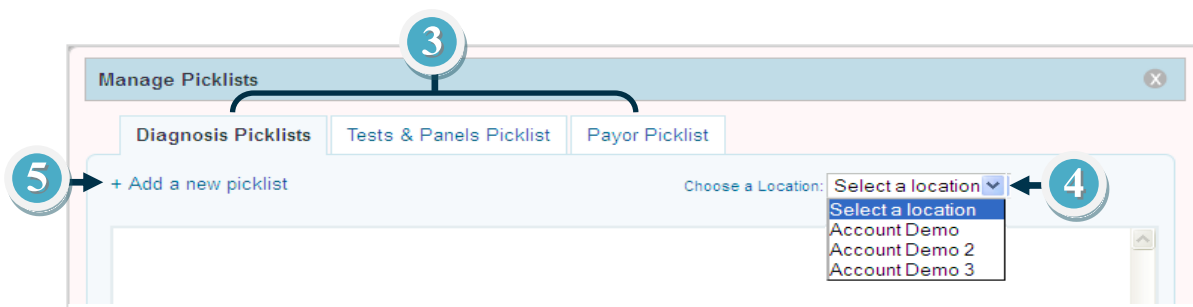 3
Manage Picklists
X
Diagnosis Picklists Tests & Panels Picklist Payor Picklist
5
+ Add a new picklist
Choose a Location: Select a location
4
Select a location
Account Demo
Account Demo 2
Account Demo 3